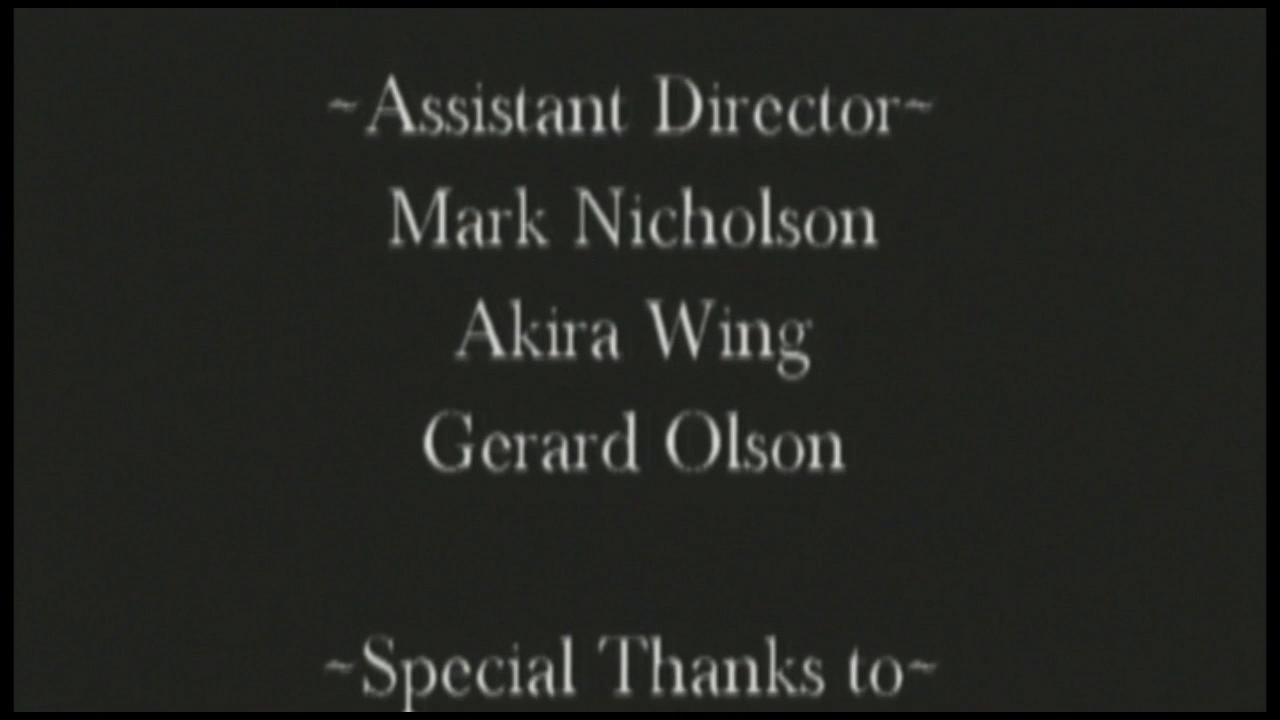 ~Assistant Director~
Mark Nicholson
Akira Wing
Gerard Olson
~Special Thanks to~